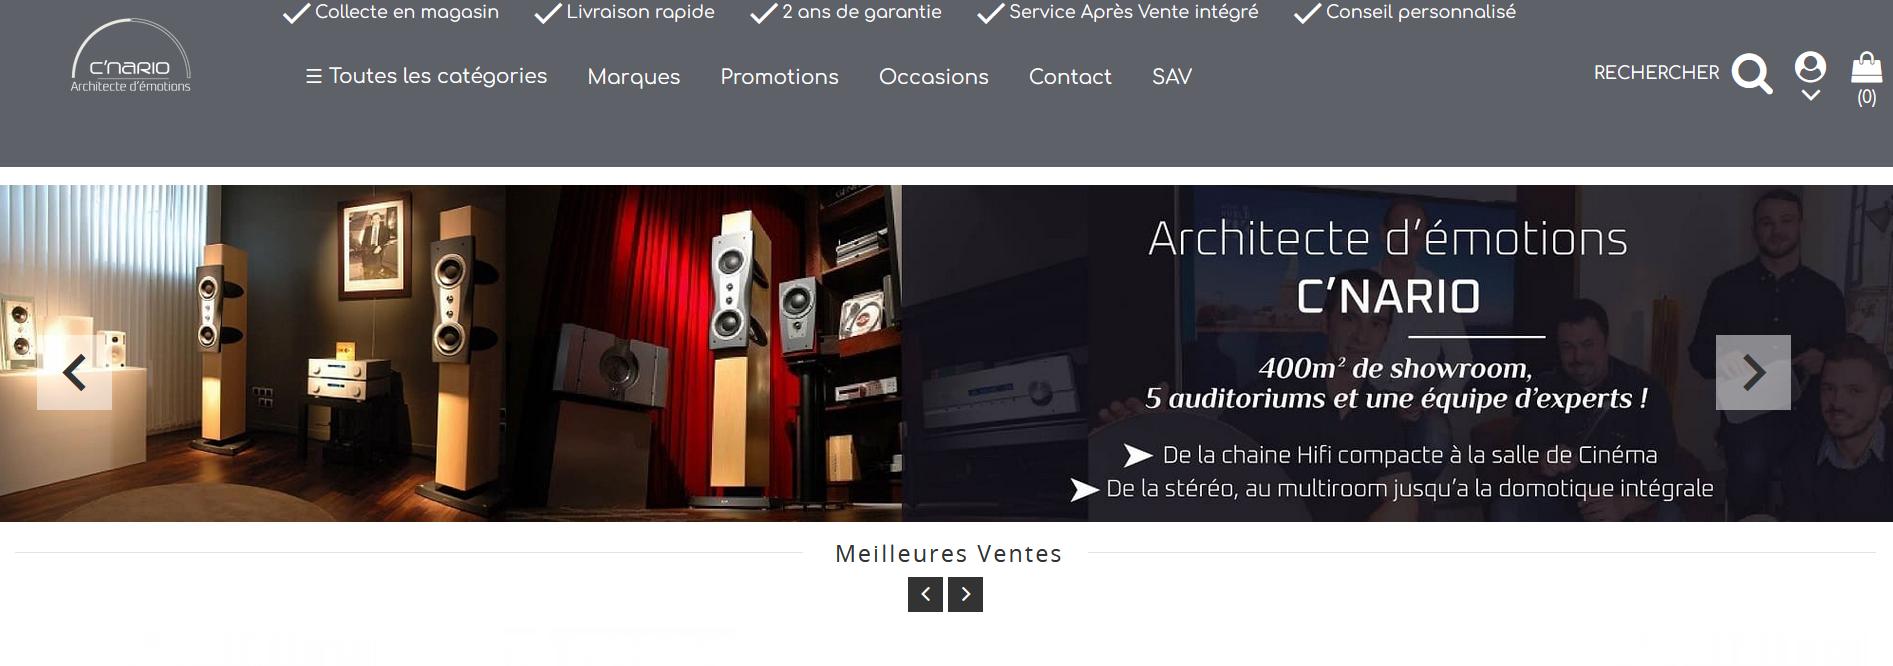 Collecte en magasin Livraison rapide 2 ans de garantie Service Après Vente intégré Conseil personnalisé
C'NARIO
Architecte d'émotions
☰ Toutes les catégories Marques Promotions Occasions Contact SAV
RECHERCHER
(0)
Architecte d'émotions
C'NARIO
400m² de showroom,
5 auditoriums et une équipe d'experts !
De la chaine Hifi compacte à la salle de Cinéma
De la stéréo, au multiroom jusqu'a la domotique intégrale
Meilleures Ventes